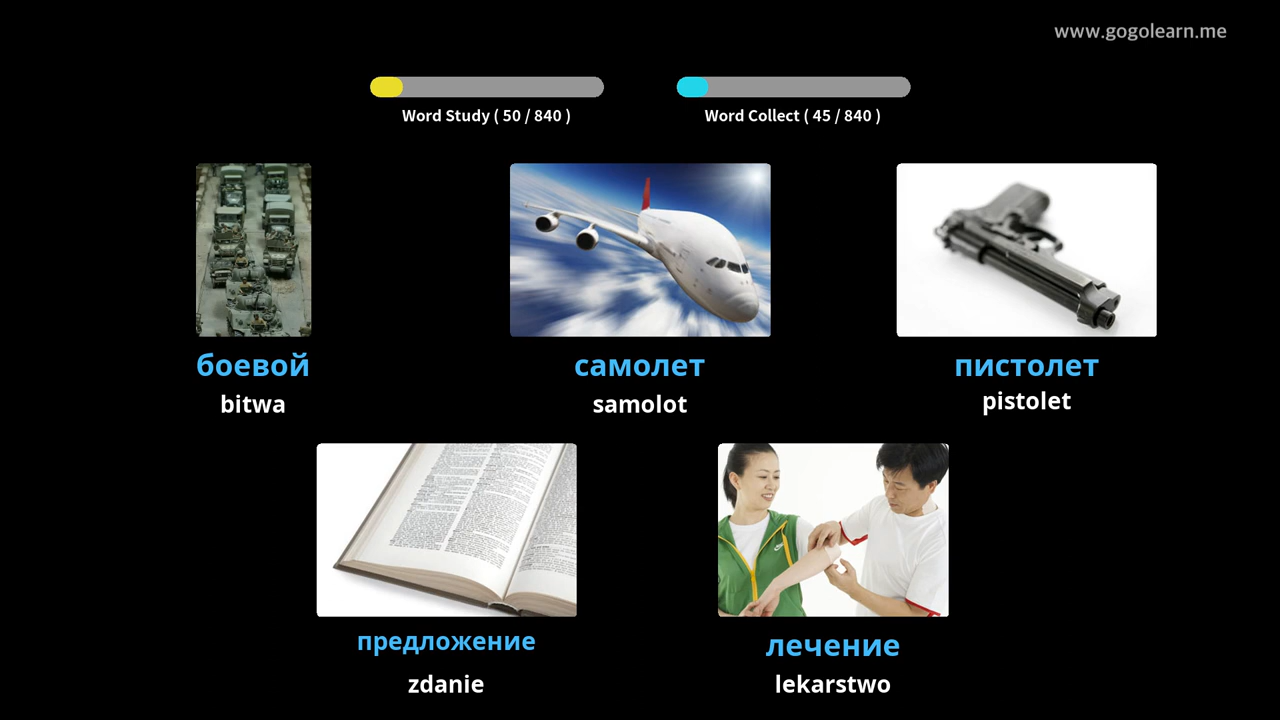 www.gogolearn.me
Word Study ( 50 / 840 )
Word Collect ( 45 / 840 )
боевой
bitwa
самолет
samolot
пистолет
pistolet
предложение
zdanie
лечение
lekarstwo